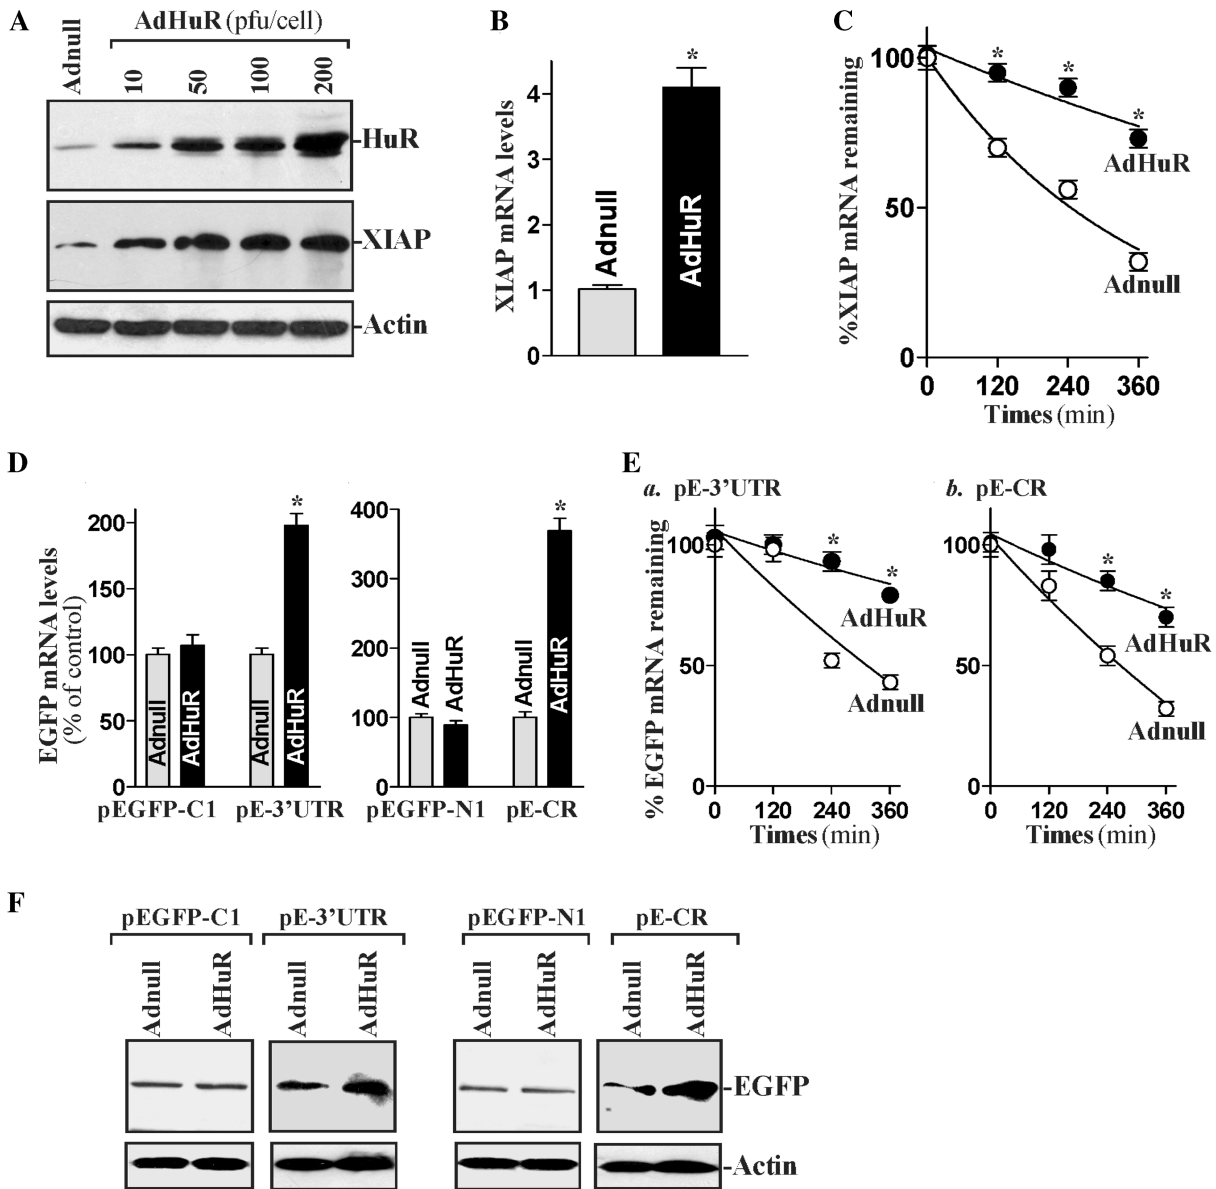 A
AdHuR (pfu/cell)
Adnull
10
50
100
200
-HuR
-XIAP
-Actin
B
XIAP mRNA levels
4
3
2
1
0
Adnull
AdHuR
*
C
%XIAP mRNA remaining
100
50
0
*
*
*
AdHuR
Adnull
0 120 240 360
Times (min)
D
EGFP mRNA levels
(% of control)
200
150
100
50
0
Adnull
AdHuR
Adnull
AdHuR
*
pEGFP-C1 pE-3'UTR
400
300
200
100
0
Adnull
AdHuR
Adnull
AdHuR
*
pEGFP-N1 pE-CR
E
a. pE-3'UTR
% EGFP mRNA remaining
100
50
0
*
*
AdHuR
Adnull
0 120 240 360
Times (min)
b. pE-CR
100
50
0
*
*
AdHuR
Adnull
0 120 240 360
Times (min)
F
pEGFP-C1 pE-3'UTR pEGFP-N1 pE-CR
Adnull
AdHuR
Adnull
AdHuR
Adnull
AdHuR
Adnull
AdHuR
-EGFP
-Actin